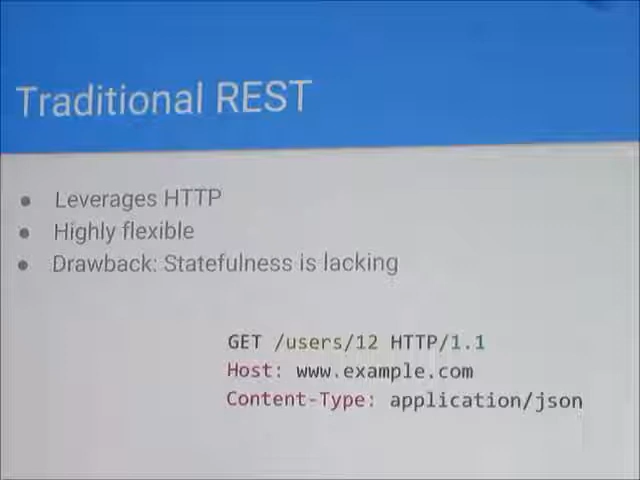 Traditional REST
Leverages HTTP
Highly flexible
Drawback: Statefulness is lacking
GET /users/12 HTTP/1.1
Host: www.example.com
Content-Type: application/json